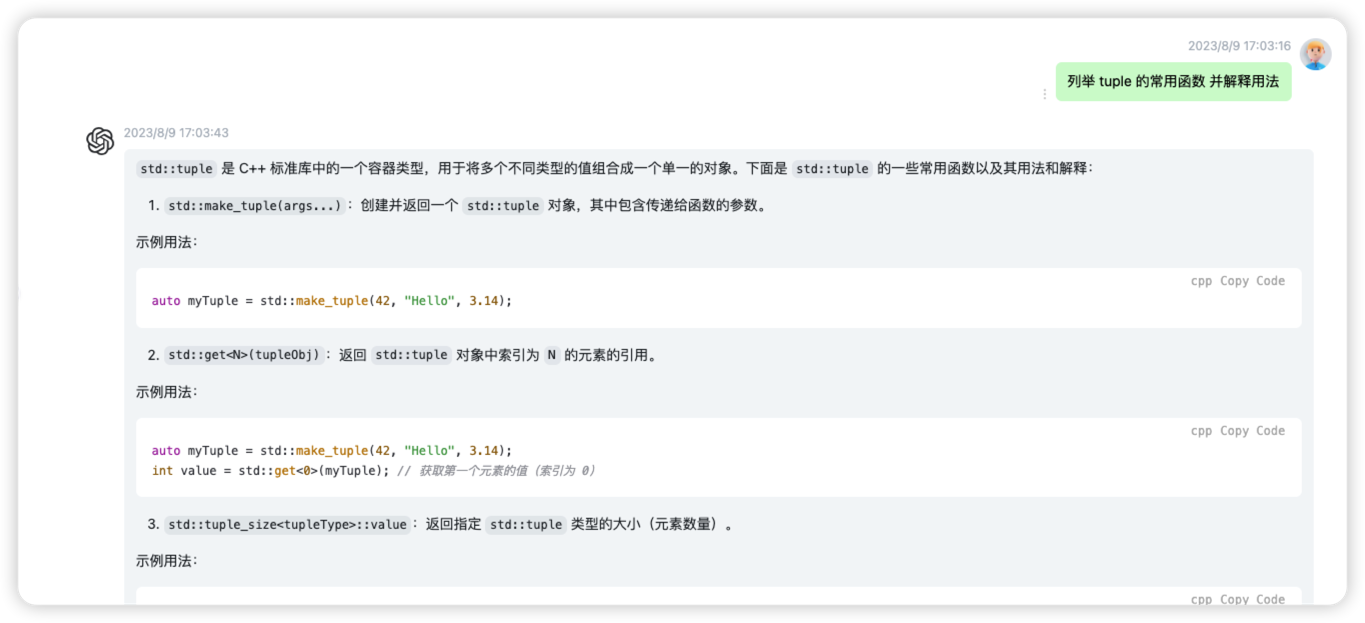 2023/8/9 17:03:16
列举 tuple 的常用函数 并解释用法
2023/8/9 17:03:43
std::tuple 是 C++ 标准库中的一个容器类型，用于将多个不同类型的值组合成一个单一的对象。下面是 std::tuple 的一些常用函数以及其用法和解释：
1. std::make_tuple(args...)：创建并返回一个 std::tuple 对象，其中包含传递给函数的参数。
示例用法：
cpp Copy Code
auto myTuple = std::make_tuple(42, "Hello", 3.14);
2. std::get<N>(tupleObj)：返回 std::tuple 对象中索引为 N 的元素的引用。
示例用法：
cpp Copy Code
auto myTuple = std::make_tuple(42, "Hello", 3.14);
int value = std::get<0>(myTuple); // 获取第一个元素的值（索引为 0）
3. std::tuple_size<tupleType>::value：返回指定 std::tuple 类型的大小（元素数量）。
示例用法：
cpp Copy Code